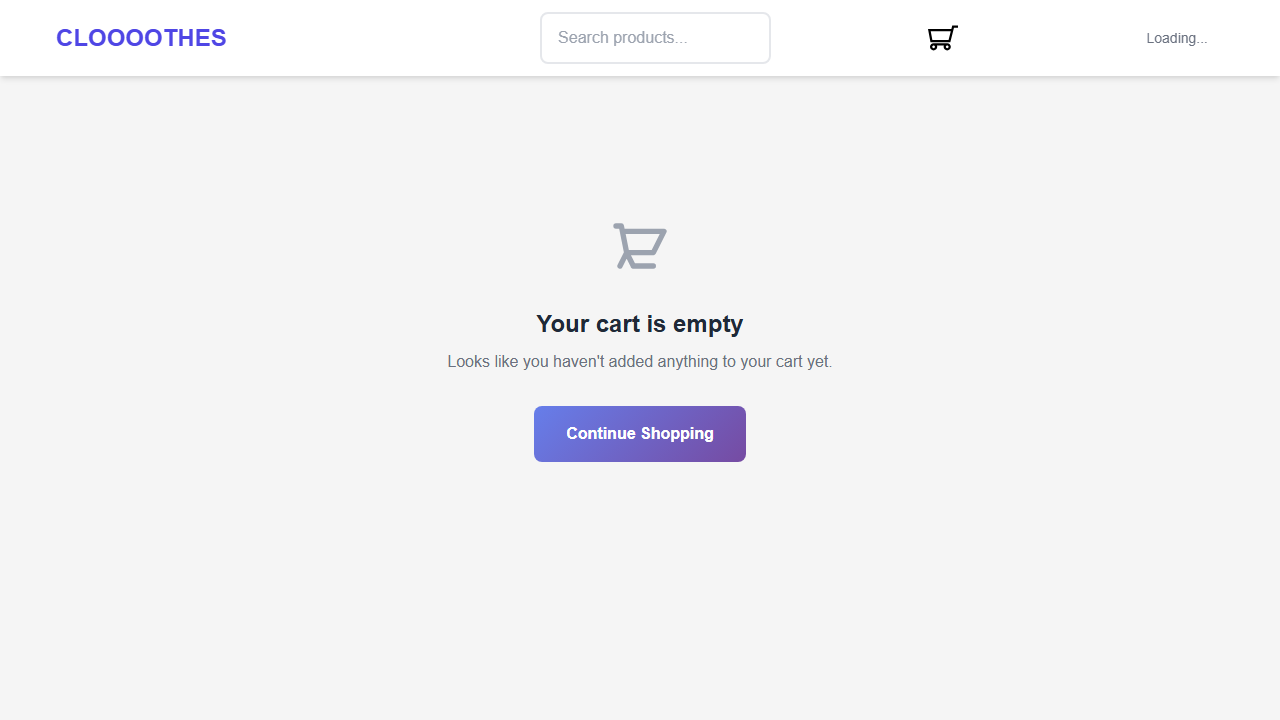 CLOOOOTHES
Search products...
Loading...
Your cart is empty
Looks like you haven't added anything to your cart yet.
Continue Shopping